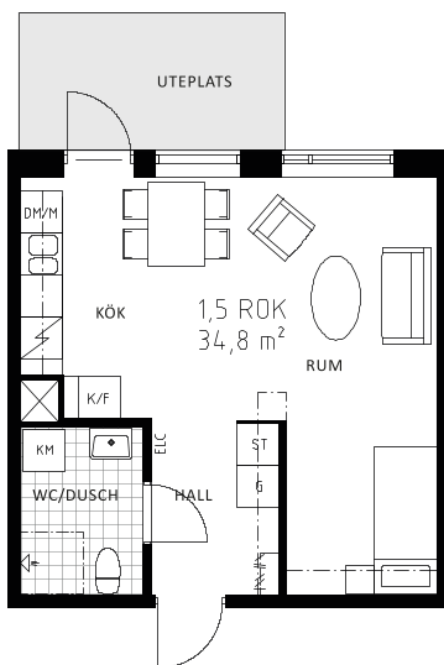 UTEPLATS
DM/M
KÖK
1,5 ROK
34,8 m²
RUM
K/F
ELC
ST
KM
G
WC/DUSCH
HALL